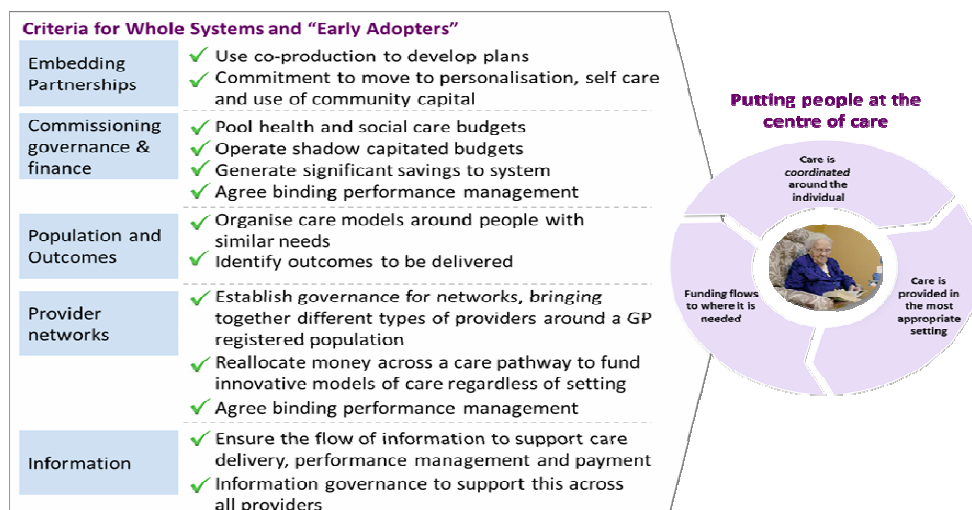 Criteria for Whole Systems and “Early Adopters”
Embedding
Partnerships
Use co-production to develop plans
Commitment to move to personalisation, self care
and use of community capital
Commissioning
governance &
finance
Pool health and social care budgets
Operate shadow capitated budgets
Generate significant savings to system
Agree binding performance management
Population and
Outcomes
Organise care models around people with
similar needs
Identify outcomes to be delivered
Provider
networks
Establish governance for networks, bringing
together different types of providers around a GP
registered population
Reallocate money across a care pathway to fund
innovative models of care regardless of setting
Agree binding performance management
Information
Ensure the flow of information to support care
delivery, performance management and payment
Information governance to support this across
all providers
Putting people at the
centre of care
Care is
coordinated
around the
individual
Funding flows
to where it is
needed
Care is
provided in
the most
appropriate
setting